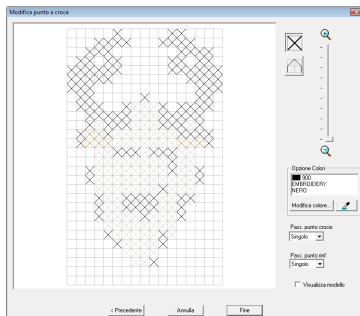 Modifica punto a croce
Opzione Colori
900
EMBROIDERY
NERO
Modifica colore...
Pass. punto croce:
Singolo
Pass. punto rinf:
Singolo
Visualizza modello
< Precedente
Annulla
Fine